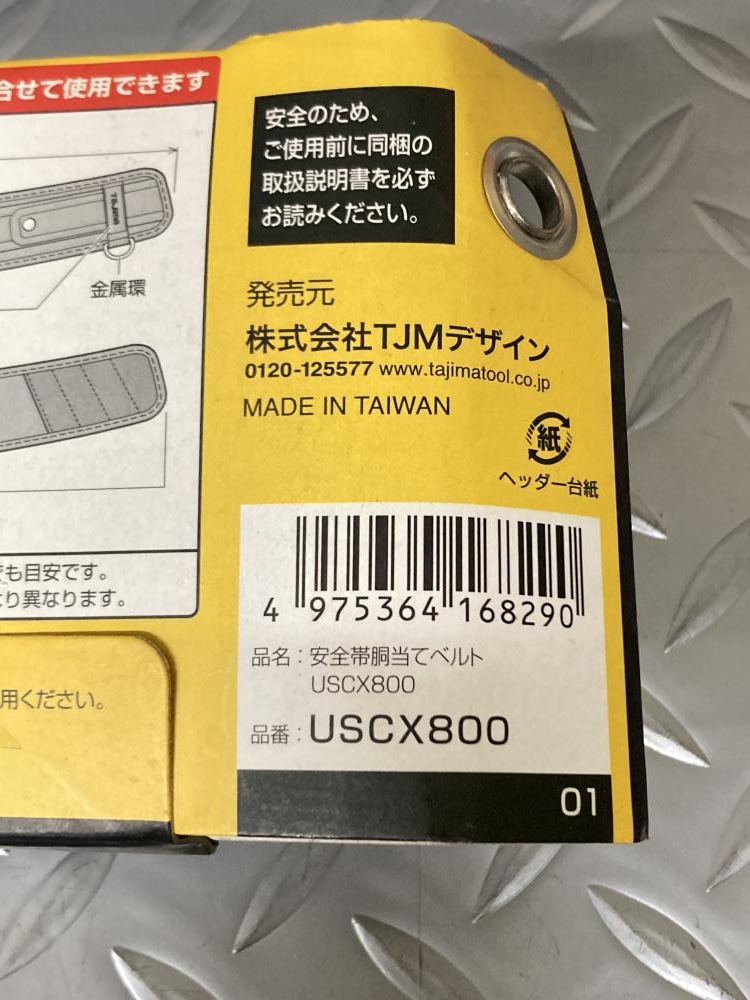 合せて使用できます
安全のため、
ご使用前に同梱の
取扱説明書を必ず
お読みください。
TAJIMA
金属環
発売元
株式会社TJMデザイン
0120-125577 www.tajimatool.co.jp
MADE IN TAIWAN
紙
ヘッダー台紙
も目安です。
り異なります。
用ください。
4 975364 168290
品名：安全帯胴当てベルト
USCX800
品番：USCX800
01